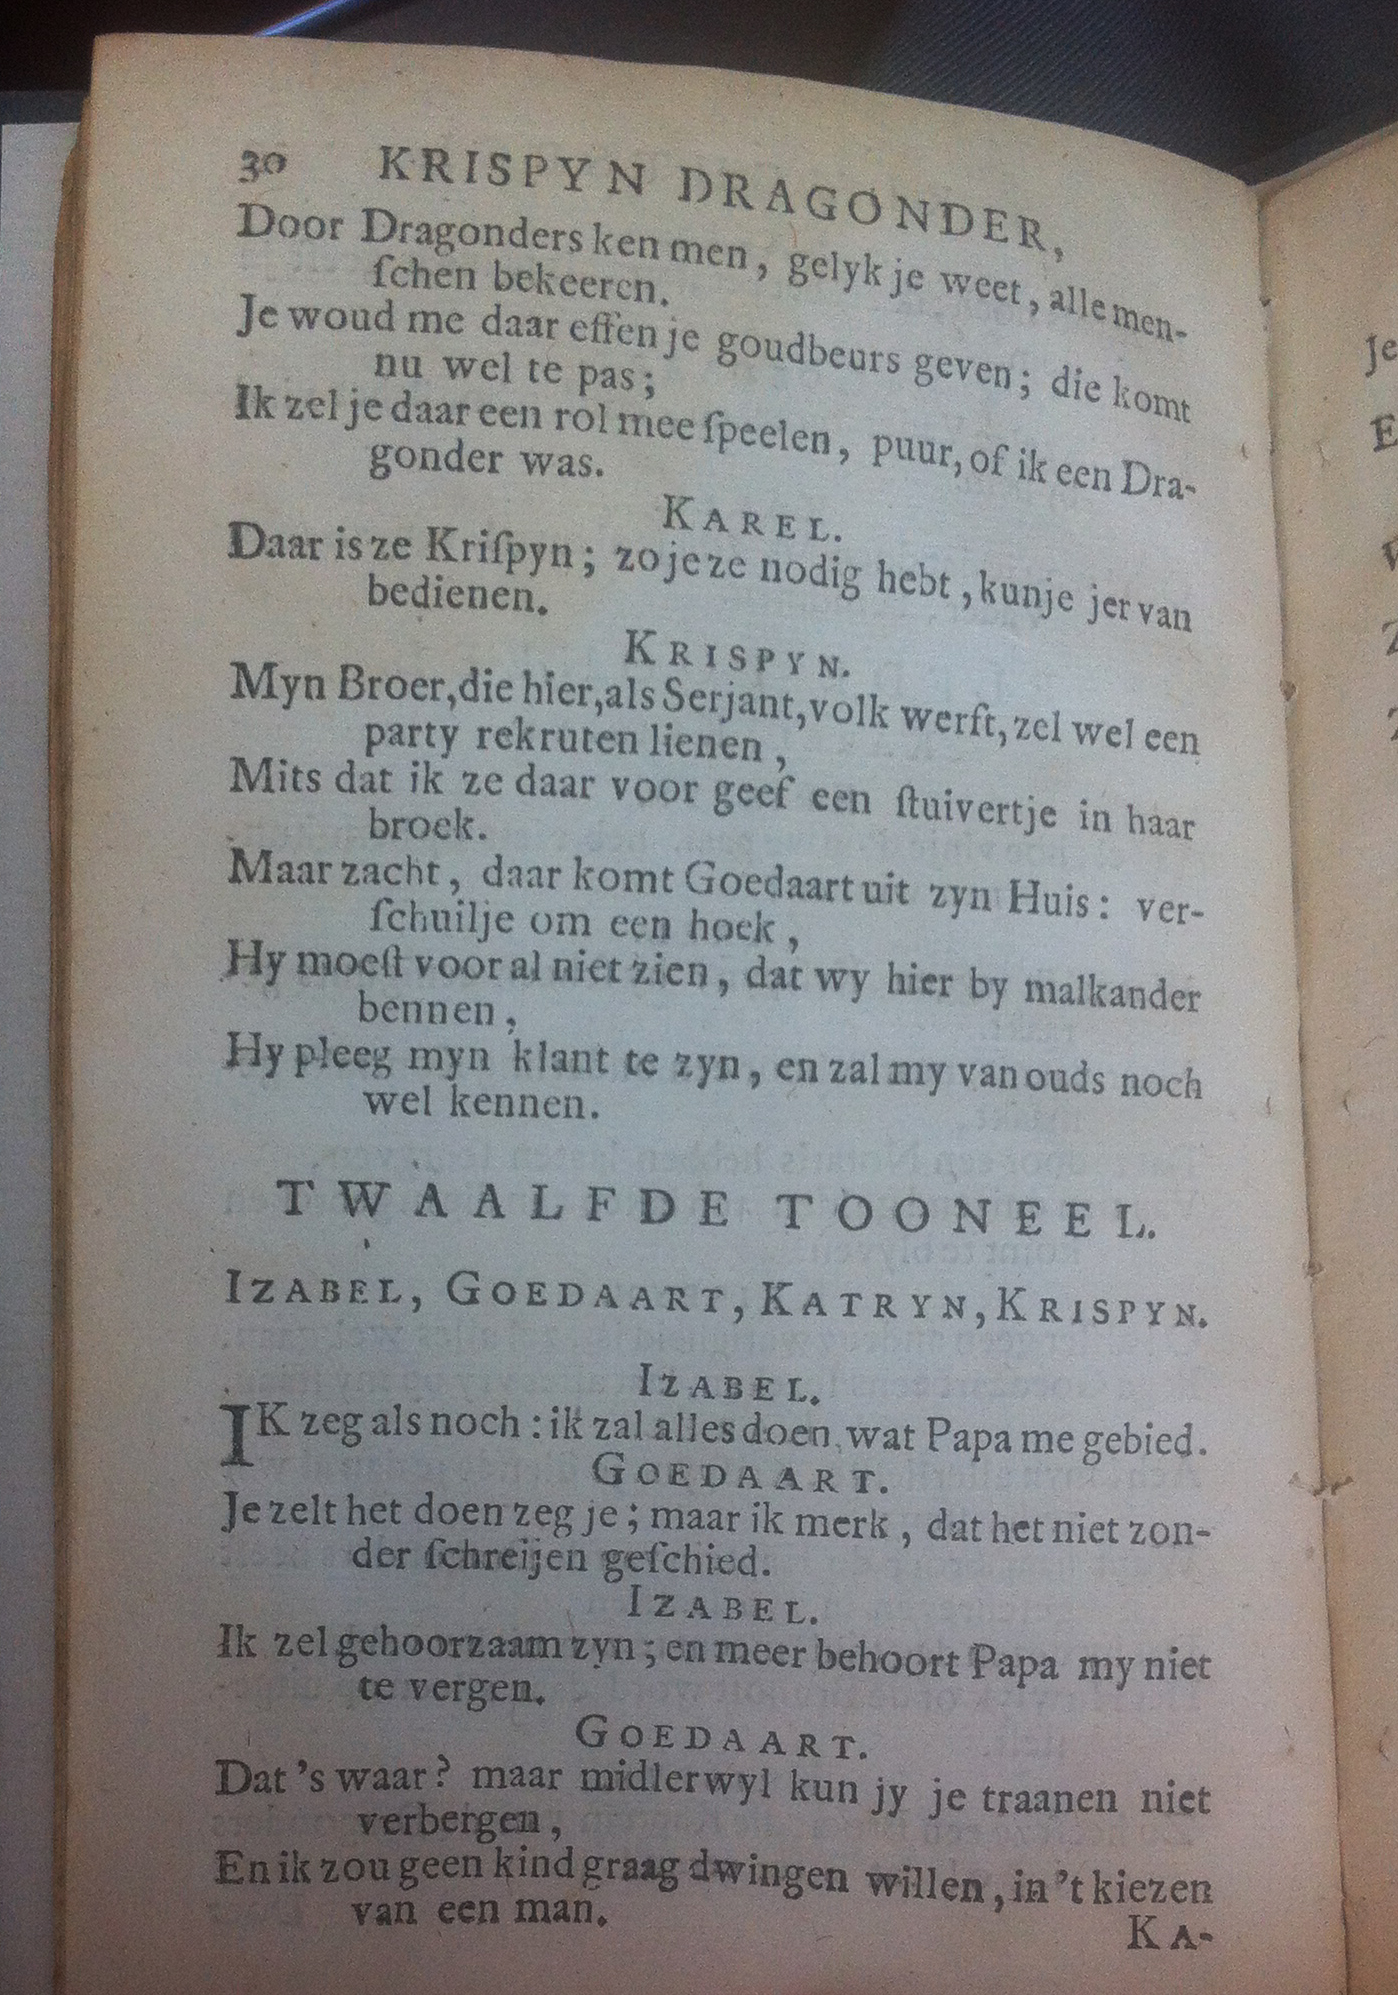 30 KRISPYN DRAGONDER,
Door Dragonders ken men, gelyk je weet, alle men-
ſchen bekeeren.
Je woud me daar effen je goudbeurs geven; die komt
nu wel te pas;
Ik zel je daar een rol mee ſpeelen, puur, of ik een Dra-
gonder was.
KAREL.
Daar is ze Kriſpyn; zo je ze nodig hebt, kunje jer van
bedienen.
KRISPYN.
Myn Broer, die hier, als Serjant, volk werſt, zel wel een
party rekruten lienen,
Mits dat ik ze daar voor geef een ſtuivertje in haar
broek.
Maar zacht, daar komt Goedaart uit zyn Huis: ver-
ſchuilje om een hoek,
Hy moeſt voor al niet zien, dat wy hier by malkander
bennen,
Hy pleeg myn klant te zyn, en zal my van ouds noch
wel kennen.
TWAALFDE TOONEEL.
IZABEL, GOEDAART, KATRYN, KRISPYN.
IZABEL.
IK zeg als noch: ik zal alles doen, wat Papa me gebied.
GOEDAART.
Je zelt het doen zeg je; maar ik merk, dat het niet zon-
der ſchreijen geſchied.
IZABEL.
Ik zel gehoorzaam zyn; en meer behoort Papa my niet
te vergen.
GOEDAART.
Dat 's waar? maar midlerwyl kun jy je traanen niet
verbergen,
En ik zou geen kind graag dwingen willen, in 't kiezen
van een man.
KA-
Je
E